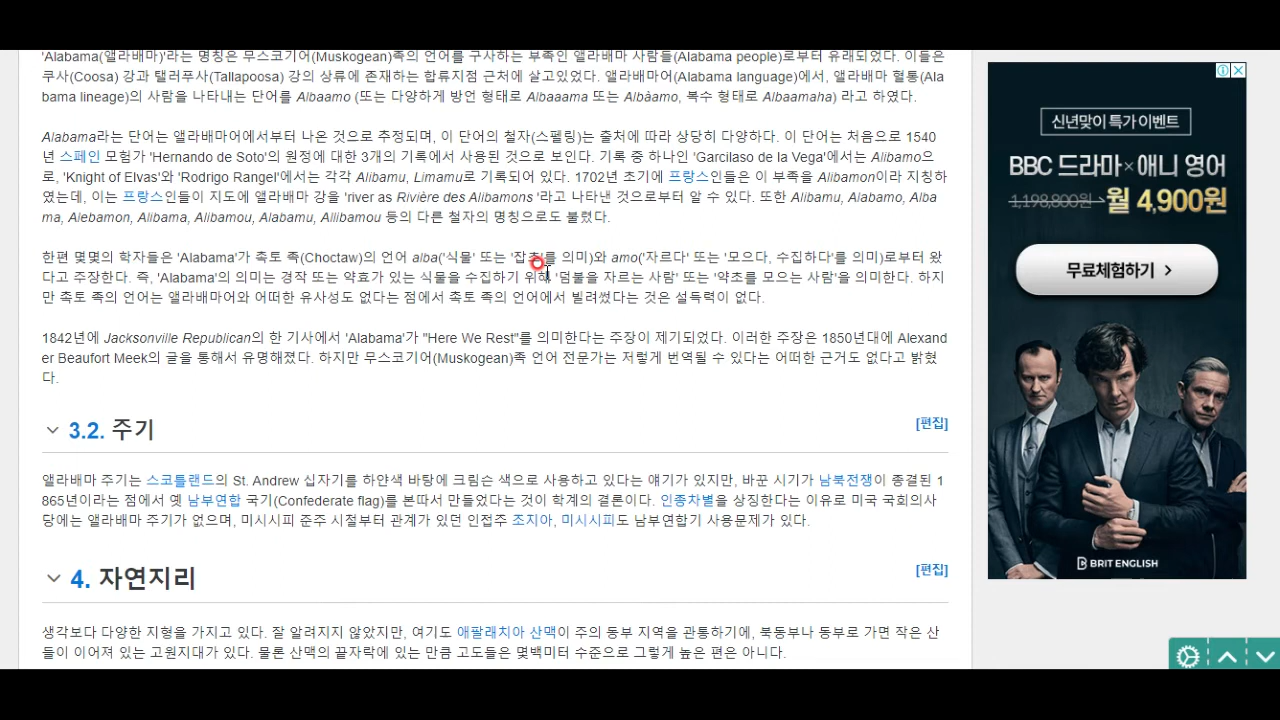 'Alabama(앨라배마)'라는 명칭은 무스코기어(Muskogean)족의 언어를 구사하는 부족인 앨라배마 사람들(Alabama people)로부터 유래되었다. 이들은
쿠사(Coosa) 강과 탤러푸사(Tallapoosa) 강의 상류에 존재하는 합류지점 근처에 살고있었다. 앨라배마어(Alabama language)에서, 앨라배마 혈통(Ala
bama lineage)의 사람을 나타내는 단어를 Albaamo (또는 다양하게 방언 형태로 Albaaama 또는 Albàamo, 복수 형태로 Albaamaha) 라고 하였다.
Alabama라는 단어는 앨라배마어에서부터 나온 것으로 추정되며, 이 단어의 철자(스펠링)는 출처에 따라 상당히 다양하다. 이 단어는 처음으로 1540
년 스페인 모험가 'Hernando de Soto'의 원정에 대한 3개의 기록에서 사용된 것으로 보인다. 기록 중 하나인 'Garcilaso de la Vega'에서는 Alibamo으
로, 'Knight of Elvas'와 'Rodrigo Rangel'에서는 각각 Alibamu, Limamu로 기록되어 있다. 1702년 초기에 프랑스인들은 이 부족을 Alibamon이라 지칭하
였는데, 이는 프랑스인들이 지도에 앨라배마 강을 'river of Rivière des Alibamons '라고 나타낸 것으로부터 알 수 있다. 또한 Alibamu, Alabamo, Alba
ma, Alebamon, Alibama, Alibamou, Alabamu, Allibamou 등의 다른 철자의 명칭으로도 불렸다.
한편 몇몇의 학자들은 'Alabama'가 촉토 족(Choctaw)의 언어 alba('식물' 또는 '잡초'를 의미)와 amo('자르다' 또는 '모으다, 수집하다'를 의미)로부터 왔
다고 주장한다. 즉, 'Alabama'의 의미는 경작 또는 약효가 있는 식물을 수집하기 위해 '덤불을 자르는 사람' 또는 '약초를 모으는 사람'을 의미한다. 하지
만 촉토 족의 언어는 앨라배마어와 어떠한 유사성도 없다는 점에서 촉토 족의 언어에서 빌려썼다는 것은 설득력이 없다.
1842년에 Jacksonville Republican의 한 기사에서 'Alabama'가 "Here We Rest"를 의미한다는 주장이 제기되었다. 이러한 주장은 1850년대에 Alexand
er Beaufort Meek의 글을 통해서 유명해졌다. 하지만 무스코기어(Muskogean)족 언어 전문가는 저렇게 번역될 수 있다는 어떠한 근거도 없다고 밝혔
다.
3.2. 주기 [편집]
앨라배마 주기는 스코틀랜드의 St. Andrew 십자기를 하얀색 바탕에 크림슨 색으로 사용하고 있다는 얘기가 있지만, 바꾼 시기가 남북전쟁이 종결된 1
865년이라는 점에서 옛 남부연합 국기(Confederate flag)를 본따서 만들었다는 것이 학계의 결론이다. 인종차별을 상징한다는 이유로 미국 국회의사
당에는 앨라배마 주기가 없으며, 미시시피 준주 시절부터 관계가 있던 인접주 조지아, 미시시피도 남부연합기 사용문제가 있다.
4. 자연지리 [편집]
생각보다 다양한 지형을 가지고 있다. 잘 알려지지 않았지만, 여기도 애팔래치아 산맥이 주의 동부 지역을 관통하기에, 북동부나 동부로 가면 작은 산
들이 이어져 있는 고원지대가 있다. 물론 산맥의 끝자락에 있는 만큼 고도들은 몇백미터 수준으로 그렇게 높은 편은 아니다.
신년맞이 특가 이벤트
BBC 드라마×애니 영어
1,198,800원 월 4,900원
무료체험하기
BRIT ENGLISH